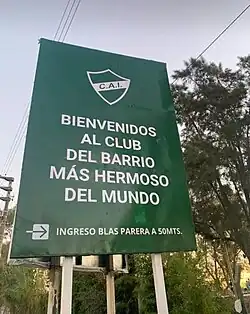 C.A.I.
BIENVENIDOS
AL CLUB
DEL BARRIO
MÁS HERMOSO
DEL MUNDO
INGRESO BLAS PARERA A 50MTS.